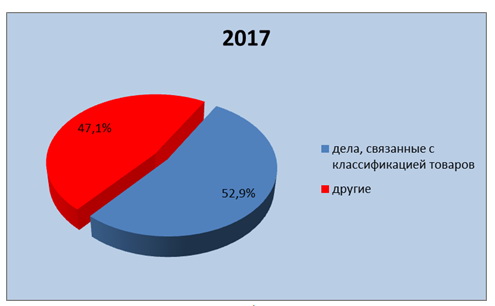 2017
47,1%
52,9%
дела, связанные с
классификацией товаров
другие